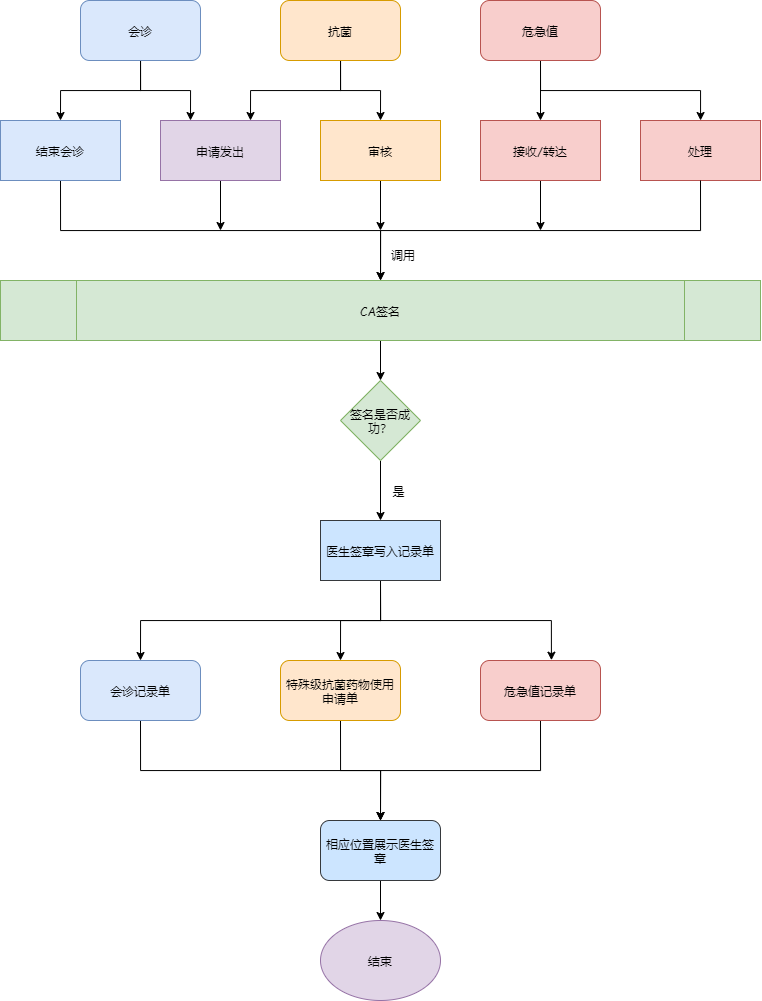 会诊
抗菌
危急值
结束会诊
申请发出
审核
接收/转达
处理
调用
CA签名
签名是否成
功?
是
医生签章写入记录单
会诊记录单
特殊级抗菌药物使用
申请单
危急值记录单
相应位置展示医生签
章
结束